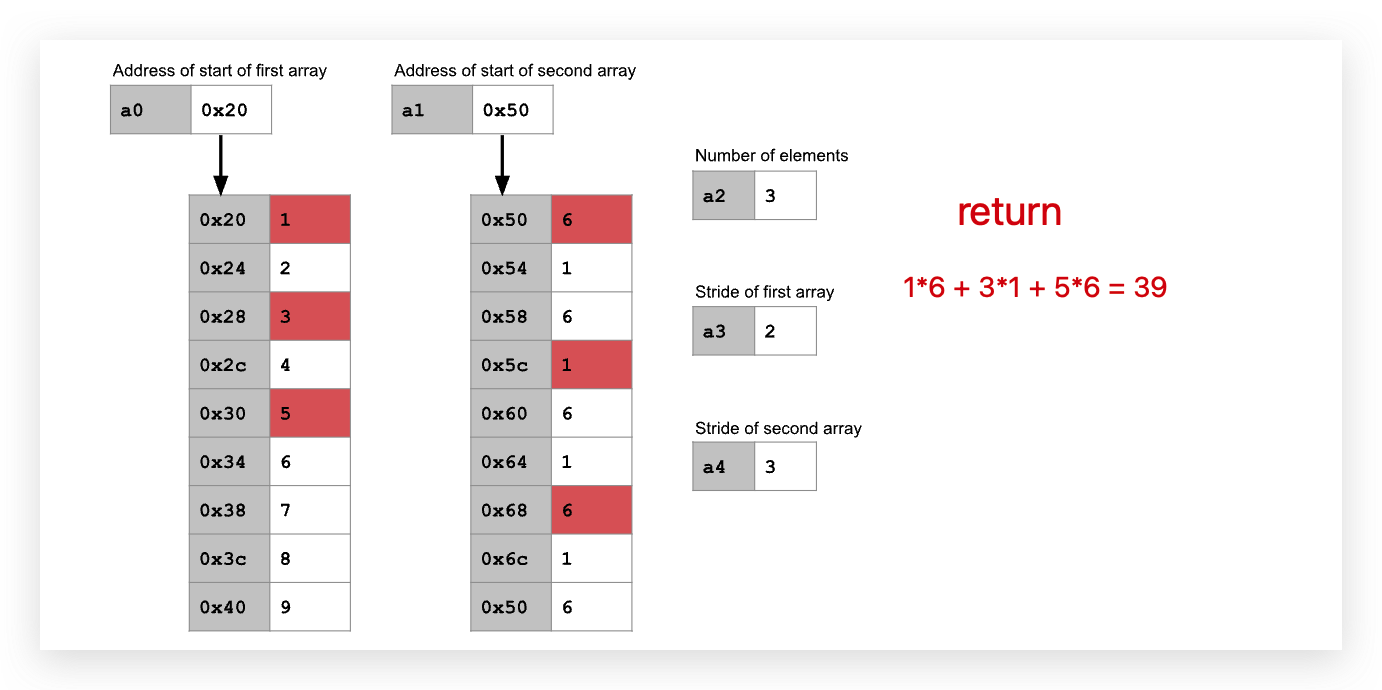 Address of start of first array
a0 0x20
0x20 1
0x24 2
0x28 3
0x2c 4
0x30 5
0x34 6
0x38 7
0x3c 8
0x40 9
Address of start of second array
a1 0x50
0x50 6
0x54 1
0x58 6
0x5c 1
0x60 6
0x64 1
0x68 6
0x6c 1
0x50 6
Number of elements
a2 3
Stride of first array
a3 2
Stride of second array
a4 3
return
1*6 + 3*1 + 5*6 = 39